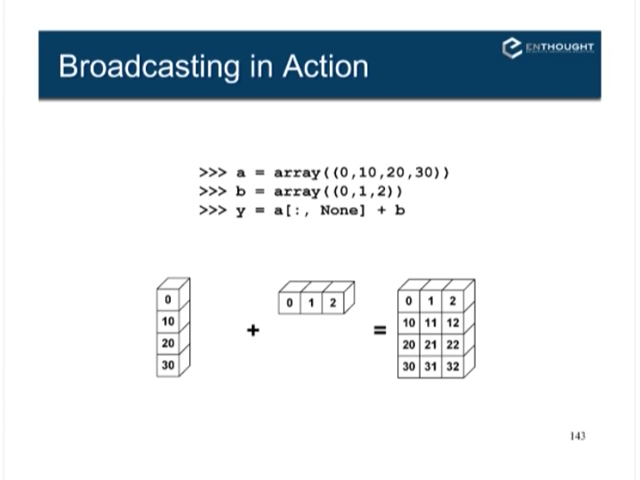 Broadcasting in Action
ENTHOUGHT
>>> a = array((0,10,20,30))
>>> b = array((0,1,2))
>>> y = a[:, None] + b
0
10
20
30
+
0 1 2
=
0 1 2
10 11 12
20 21 22
30 31 32
143